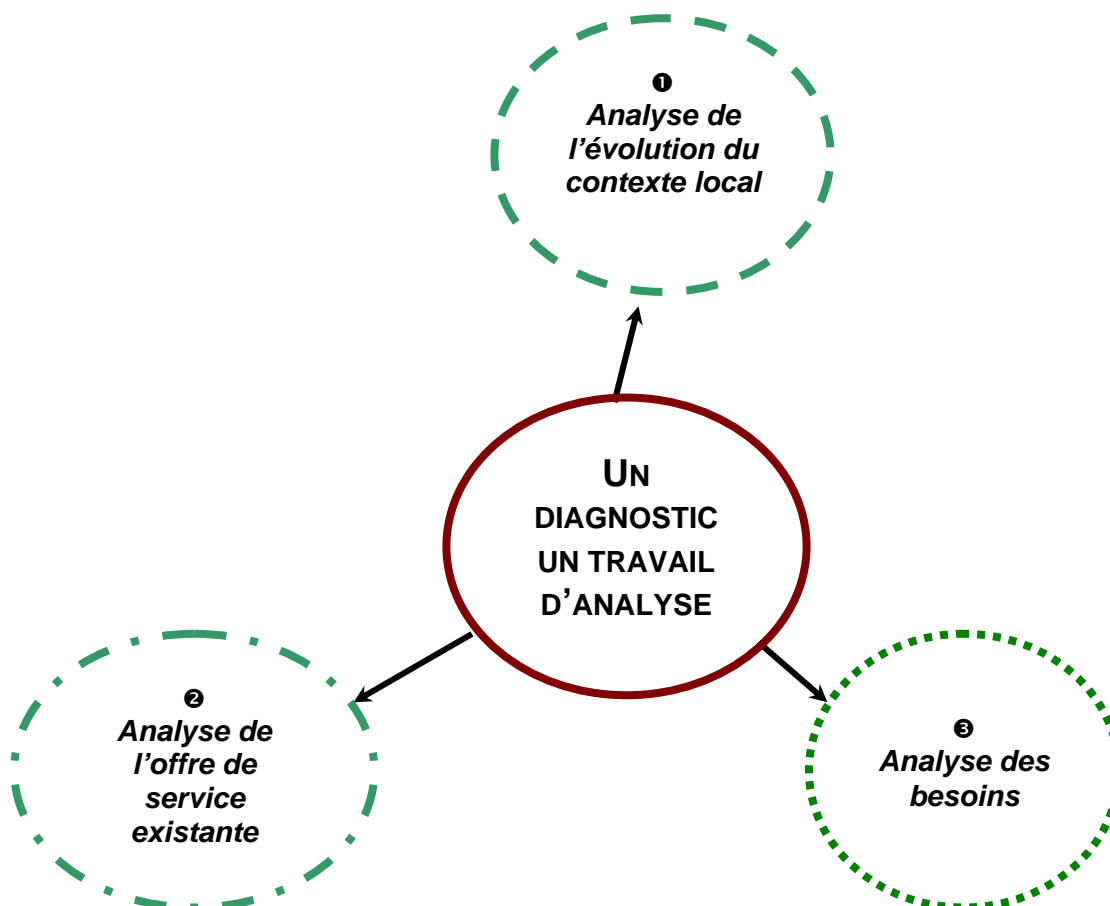 ❶
Analyse de
l’évolution du
contexte local
UN
DIAGNOSTIC
UN TRAVAIL
D’ANALYSE
❷
Analyse de
l’offre de
service
existante
❸
Analyse des
besoins